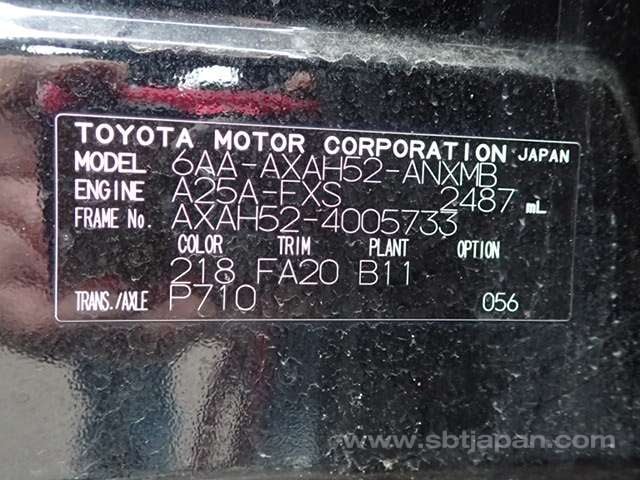 TOYOTA MOTOR CORPORATION JAPAN
MODEL 6AA-AXAH52-ANXMB
ENGINE A25A-FXS 2487 mL
FRAME No. AXAH52-4005733
COLOR TRIM PLANT OPTION
218 FA20 B11
TRANS./AXLE P710 056
www.sbtjapan.com